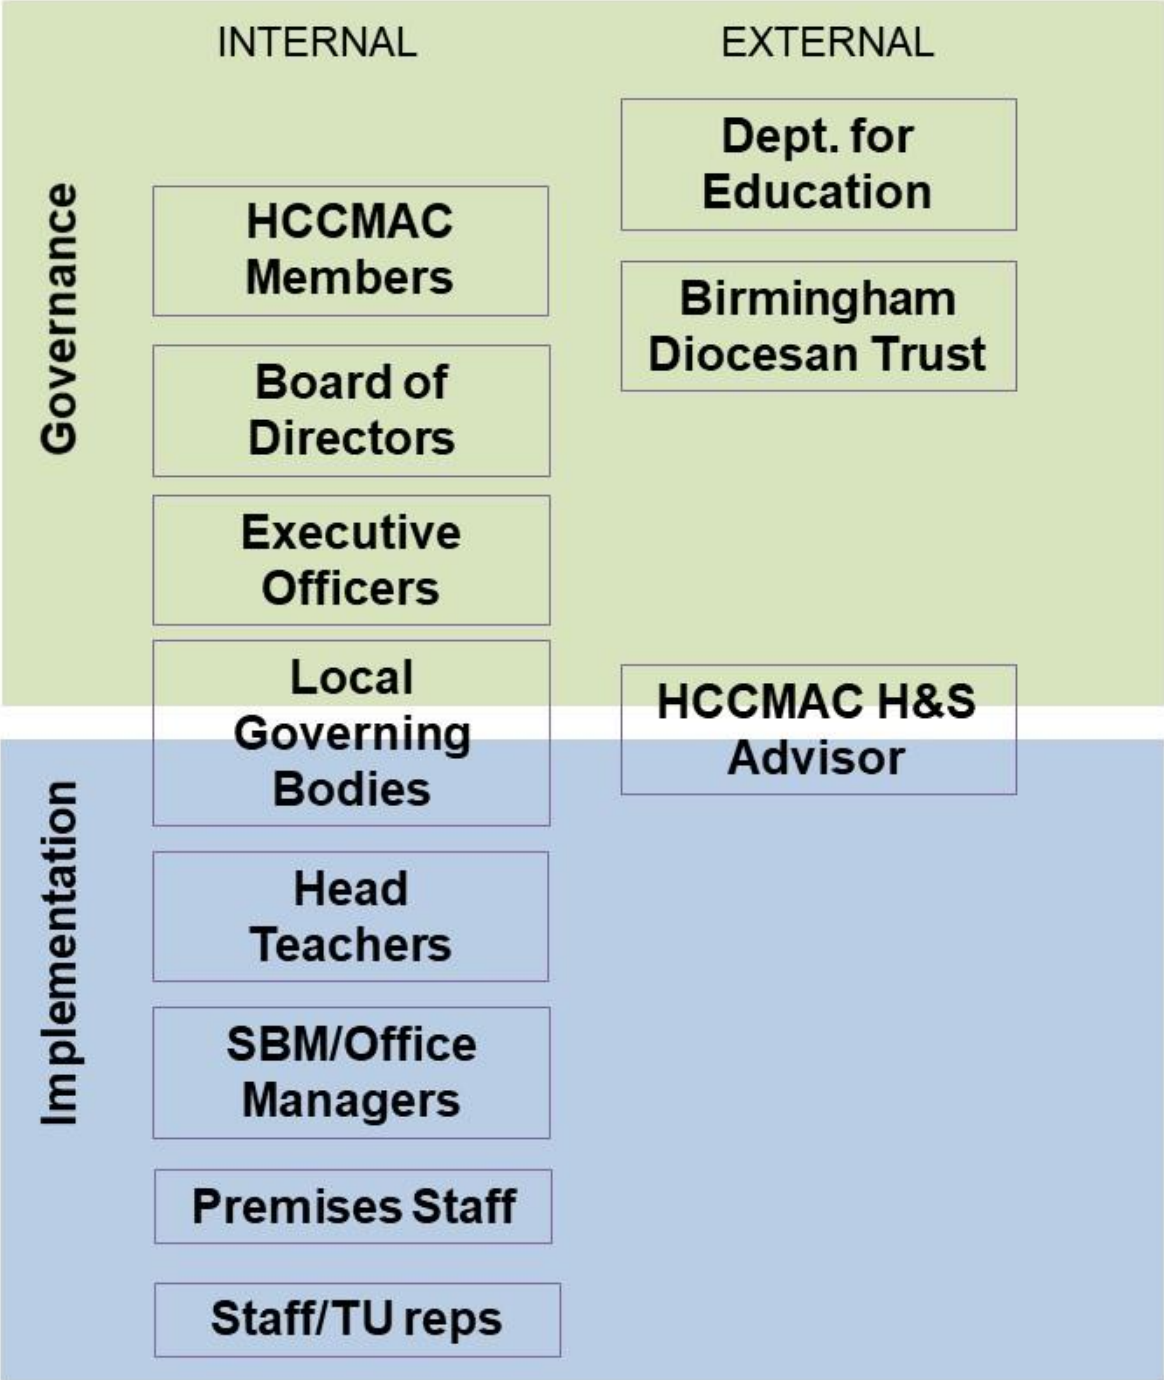 INTERNAL
EXTERNAL
Governance
HCCMAC
Members
Board of
Directors
Executive
Officers
Local
Governing
Bodies
Dept. for
Education
Birmingham
Diocesan Trust
HCCMAC H&S
Advisor
Implementation
Head
Teachers
SBM/Office
Managers
Premises Staff
Staff/TU reps